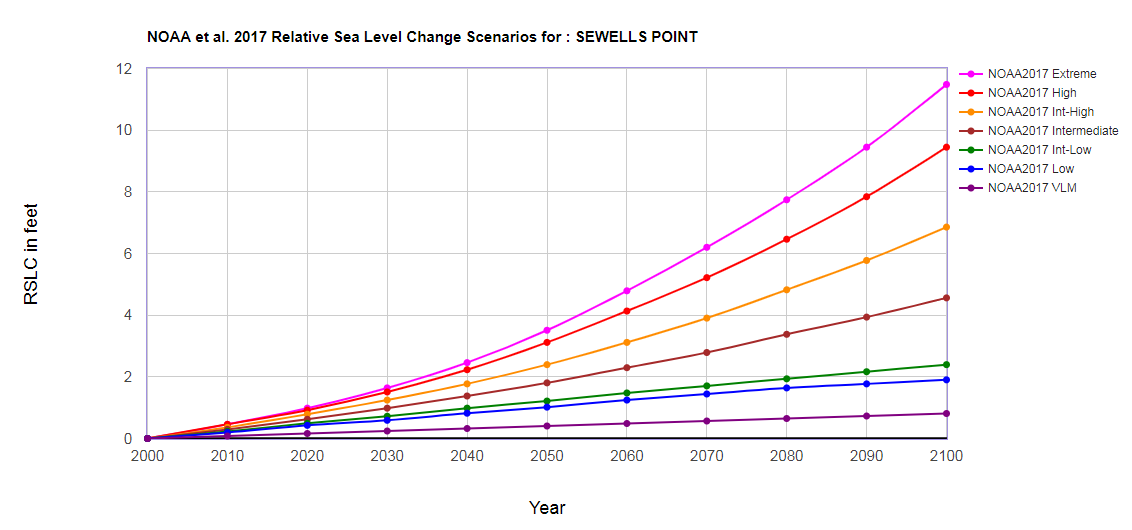 NOAA et al. 2017 Relative Sea Level Change Scenarios for : SEWELLS POINT
12
10
8
6
4
2
0
RSLC in feet
2000 2010 2020 2030 2040 2050 2060 2070 2080 2090 2100
Year
NOAA2017 Extreme
NOAA2017 High
NOAA2017 Int-High
NOAA2017 Intermediate
NOAA2017 Int-Low
NOAA2017 Low
NOAA2017 VLM